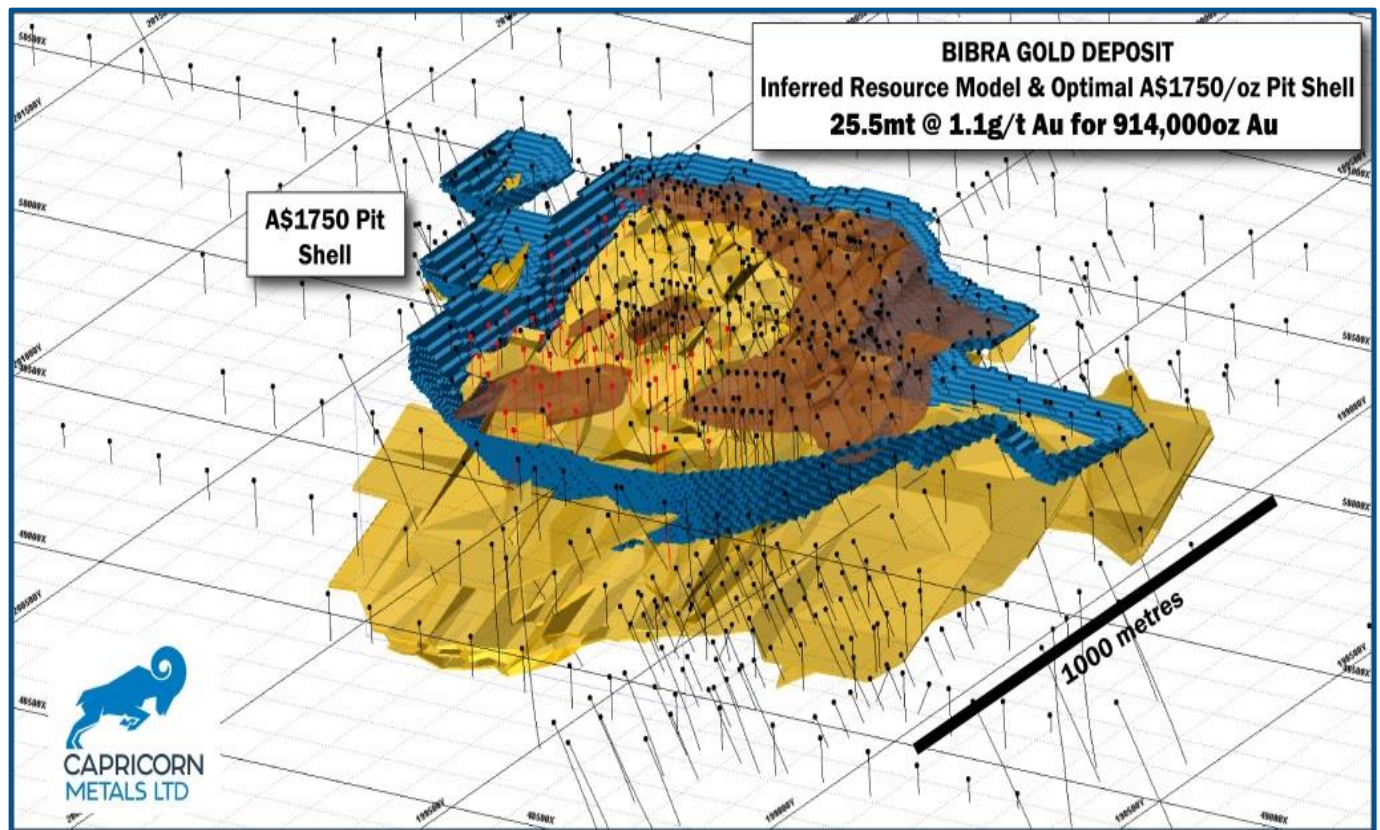 BIBRA GOLD DEPOSIT
Inferred Resource Model & Optimal A$1750/oz Pit Shell
25.5mt @ 1.1g/t Au for 914,000oz Au
A$1750 Pit
Shell
1000 metres
CAPRICORN
METALS LTD